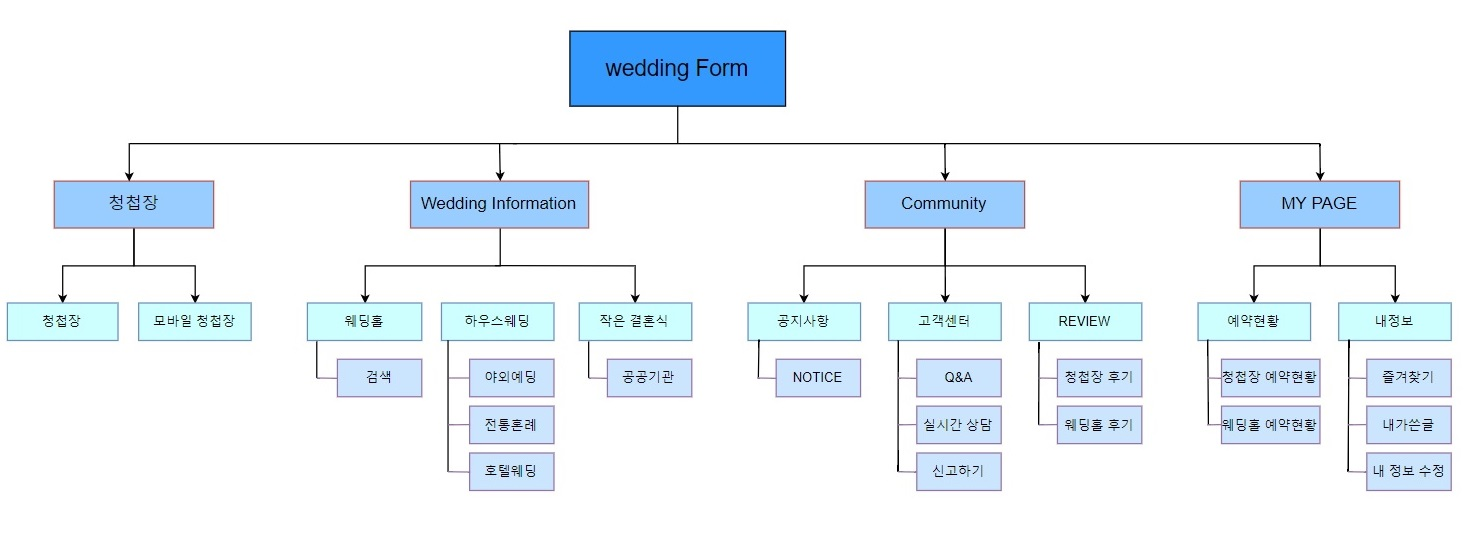 wedding Form
청첩장
Wedding Information
Community
MY PAGE
청첩장
모바일 청첩장
웨딩홀
하우스웨딩
작은 결혼식
공지사항
고객센터
REVIEW
예약현황
내정보
검색
야외예딩
공공기관
NOTICE
Q&A
청첩장 후기
청첩장 예약현황
즐겨찾기
전통혼례
실시간 상담
웨딩홀 후기
웨딩홀 예약현황
내가쓴글
호텔웨딩
신고하기
내 정보 수정